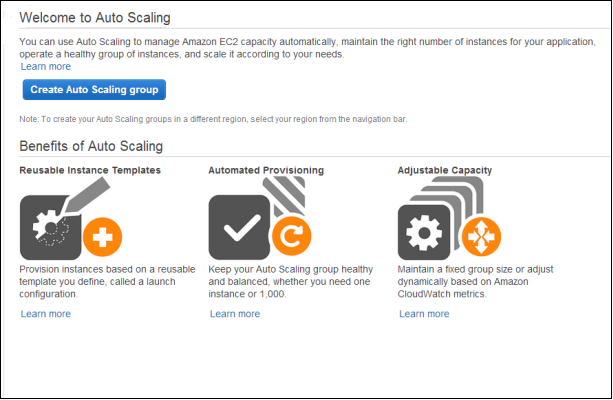 Welcome to Auto Scaling
You can use Auto Scaling to manage Amazon EC2 capacity automatically, maintain the right number of instances for your application,
operate a healthy group of instances, and scale it according to your needs.
Learn more
Create Auto Scaling group
Note: To create your Auto Scaling groups in a different region, select your region from the navigation bar.
Benefits of Auto Scaling
Reusable Instance Templates
Provision instances based on a reusable
template you define, called a launch
configuration.
Learn more
Automated Provisioning
Keep your Auto Scaling group healthy
and balanced, whether you need one
instance or 1,000.
Learn more
Adjustable Capacity
Maintain a fixed group size or adjust
dynamically based on Amazon
CloudWatch metrics.
Learn more